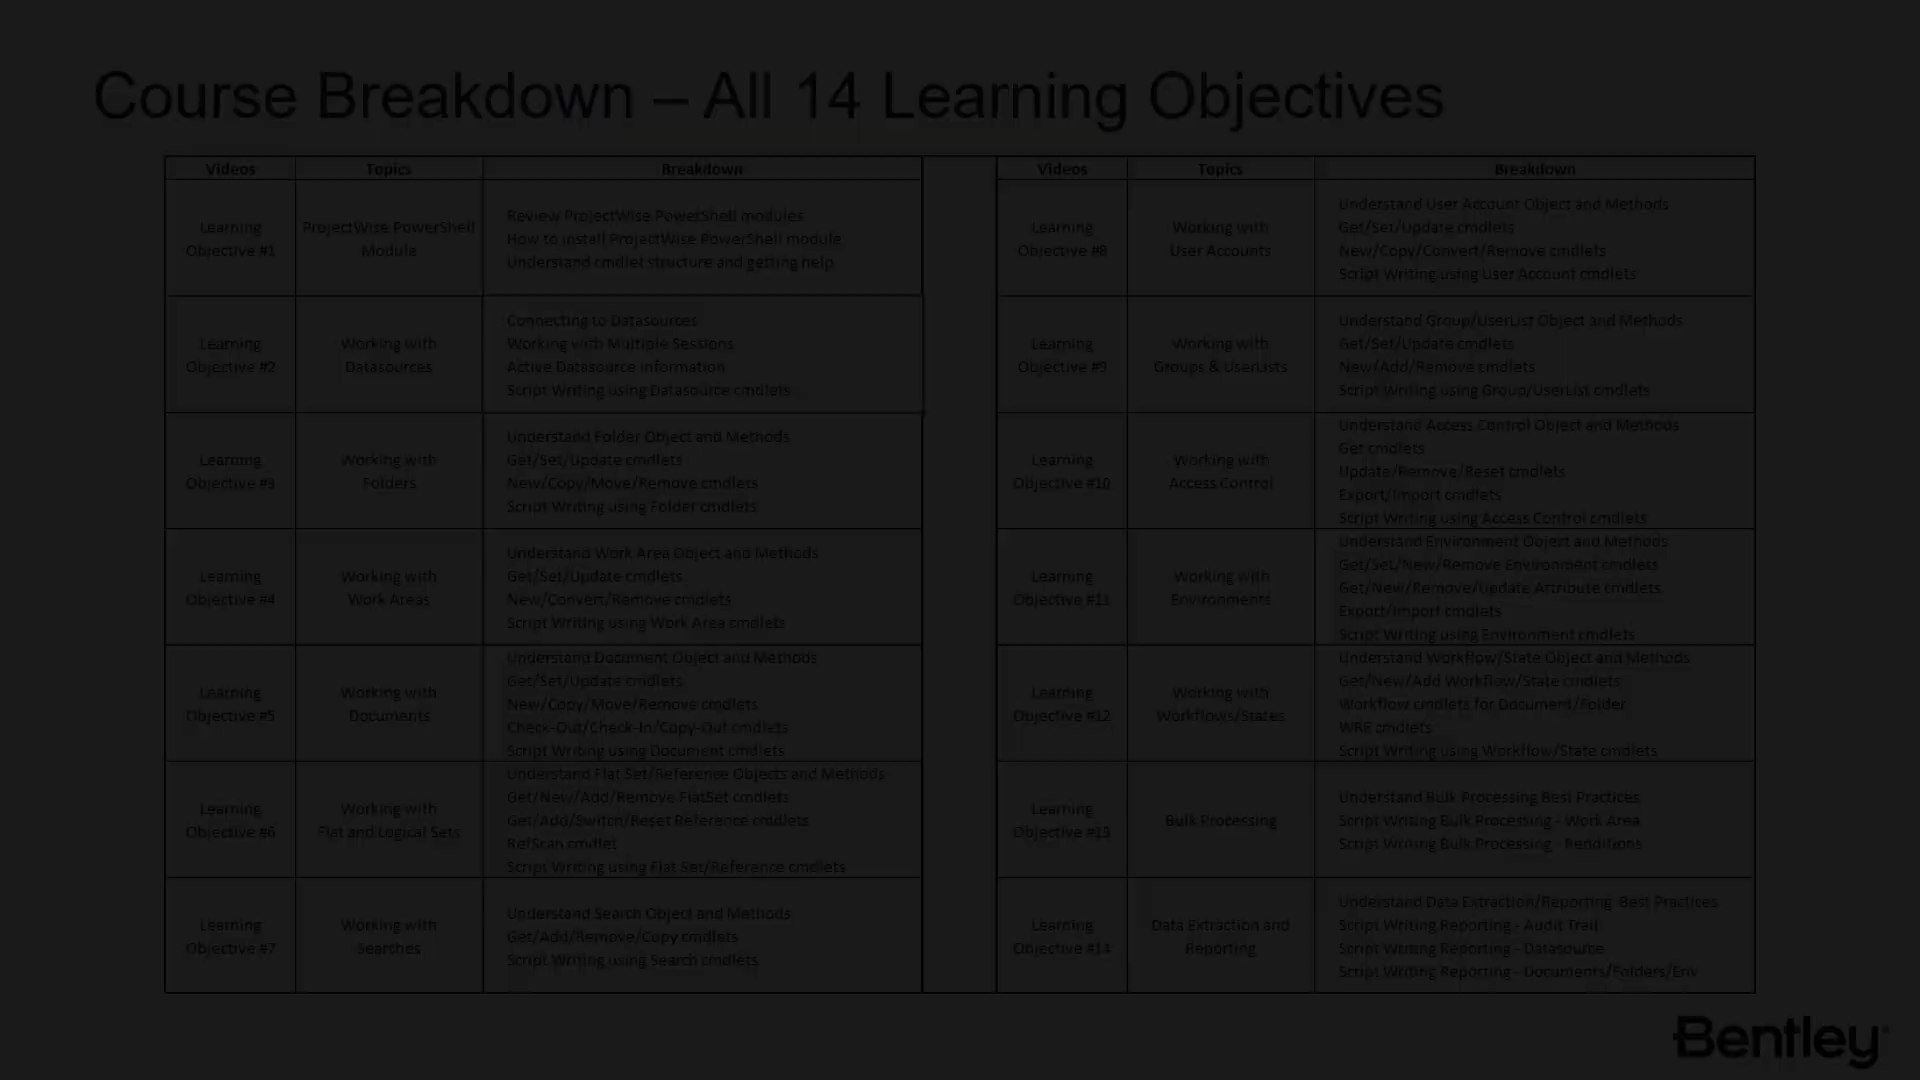 Course Breakdown – All 14 Learning Objectives
Videos Topics Breakdown
Learning Objective #1
ProjectWise PowerShell Module
Review ProjectWise PowerShell modules
How to install ProjectWise PowerShell module
Understand cmdlet structure and getting help
Learning Objective #2
Working with Datasources
Connecting to Datasources
Working with Multiple Sessions
Active Datasource Information
Script Writing using Datasource cmdlets
Learning Objective #3
Working with Folders
Understand Folder Object and Methods
Get/Set/Update cmdlets
New/Copy/Move/Remove cmdlets
Script Writing using Folder cmdlets
Learning Objective #4
Working with Work Areas
Understand Work Area Object and Methods
Get/Set/Update cmdlets
New/Convert/Remove cmdlets
Script Writing using Work Area cmdlets
Learning Objective #5
Working with Documents
Understand Document Object and Methods
Get/Set/Update cmdlets
New/Copy/Move/Remove cmdlets
Check-Out/Check-In/Copy-Out cmdlets
Script Writing using Document cmdlets
Learning Objective #6
Working with Flat and Logical Sets
Understand Flat Set/Reference Objects and Methods
Get/New/Add/Remove FlatSet cmdlets
Get/Add/Switch/Reset Reference cmdlets
RefScan cmdlet
Script Writing using Flat Set/Reference cmdlets
Learning Objective #7
Working with Searches
Understand Search Object and Methods
Get/Add/Remove/Copy cmdlets
Script Writing using Search cmdlets
Videos Topics Breakdown
Learning Objective #8
Working with User Accounts
Understand User Account Object and Methods
Get/Set/Update cmdlets
New/Copy/Convert/Remove cmdlets
Script Writing using User Account cmdlets
Learning Objective #9
Working with Groups & UserLists
Understand Group/UserList Object and Methods
Get/Set/Update cmdlets
New/Add/Remove cmdlets
Script Writing using Group/UserList cmdlets
Learning Objective #10
Working with Access Control
Understand Access Control Object and Methods
Get cmdlets
Update/Remove/Reset cmdlets
Export/Import cmdlets
Script Writing using Access Control cmdlets
Learning Objective #11
Working with Environments
Understand Environment Object and Methods
Get/Set/New/Remove Environment cmdlets
Get/New/Remove/Update Attribute cmdlets
Export/Import cmdlets
Script Writing using Environment cmdlets
Learning Objective #12
Working with Workflows/States
Understand Workflow/State Object and Methods
Get/New/Add Workflow/State cmdlets
Workflow cmdlets for Document/Folder
WRE cmdlets
Script Writing using Workflow/State cmdlets
Learning Objective #13
Bulk Processing
Understand Bulk Processing Best Practices
Script Writing Bulk Processing - Work Area
Script Writing Bulk Processing - Renditions
Learning Objective #14
Data Extraction and Reporting
Understand Data Extraction/Reporting Best Practices
Script Writing Reporting - Audit Trail
Script Writing Reporting - Datasource
Script Writing Reporting - Documents/Folders/Env
Bentley